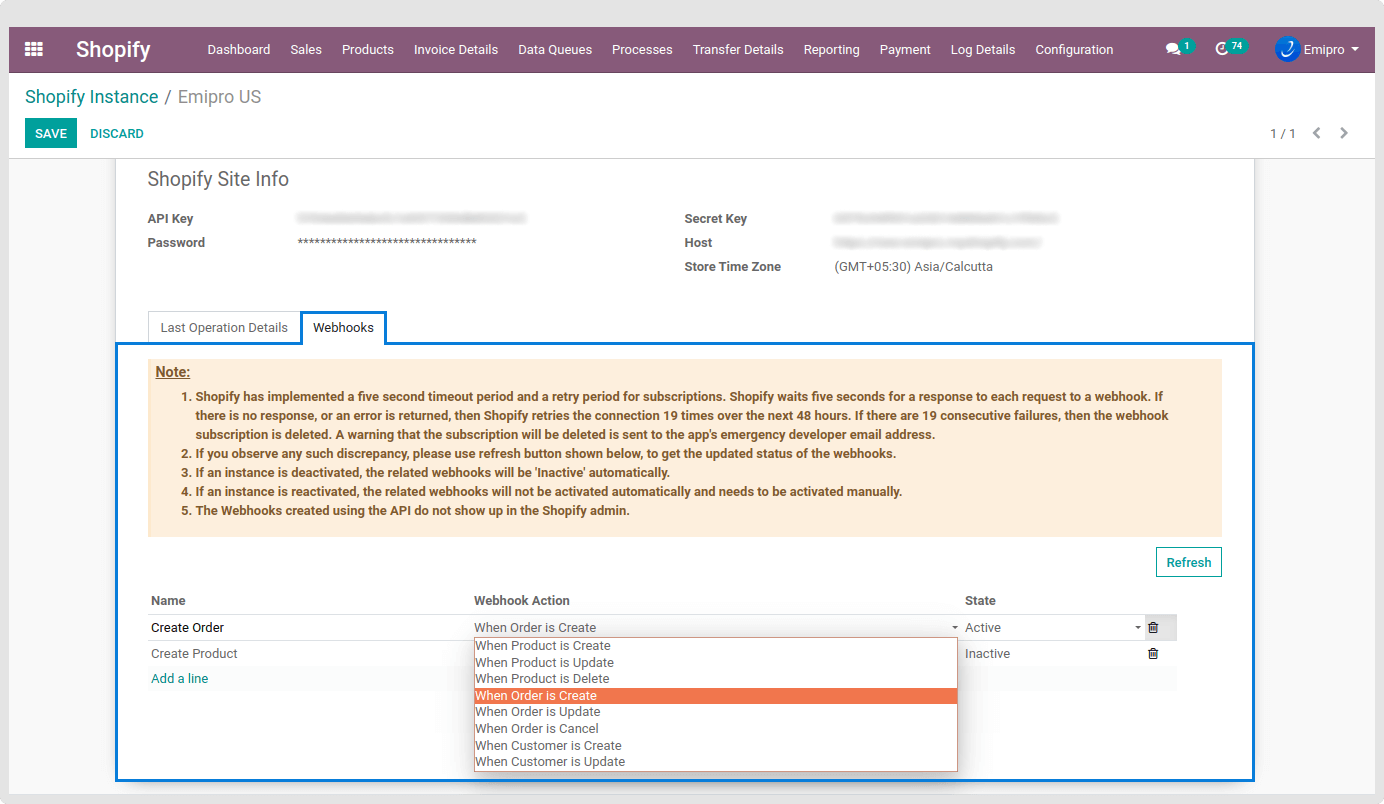 Shopify Dashboard Sales Products Invoice Details Data Queues Processes Transfer Details Reporting Payment Log Details Configuration 1 74 Emipro
Shopify Instance / Emipro US
SAVE DISCARD 1 / 1
Shopify Site Info
API Key Secret Key
Password ******************************** Host
Store Time Zone (GMT+05:30) Asia/Calcutta
Last Operation Details Webhooks
Note:
1. Shopify has implemented a five second timeout period and a retry period for subscriptions. Shopify waits five seconds for a response to each request to a webhook. If
there is no response, or an error is returned, then Shopify retries the connection 19 times over the next 48 hours. If there are 19 consecutive failures, then the webhook
subscription is deleted. A warning that the subscription will be deleted is sent to the app's emergency developer email address.
2. If you observe any such discrepancy, please use refresh button shown below, to get the updated status of the webhooks.
3. If an instance is deactivated, the related webhooks will be 'Inactive' automatically.
4. If an instance is reactivated, the related webhooks will not be activated automatically and needs to be activated manually.
5. The Webhooks created using the API do not show up in the Shopify admin.
Refresh
Name Webhook Action State
Create Order When Order is Create Active
Create Product Inactive
Add a line
When Product is Create
When Product is Update
When Product is Delete
When Order is Create
When Order is Update
When Order is Cancel
When Customer is Create
When Customer is Update